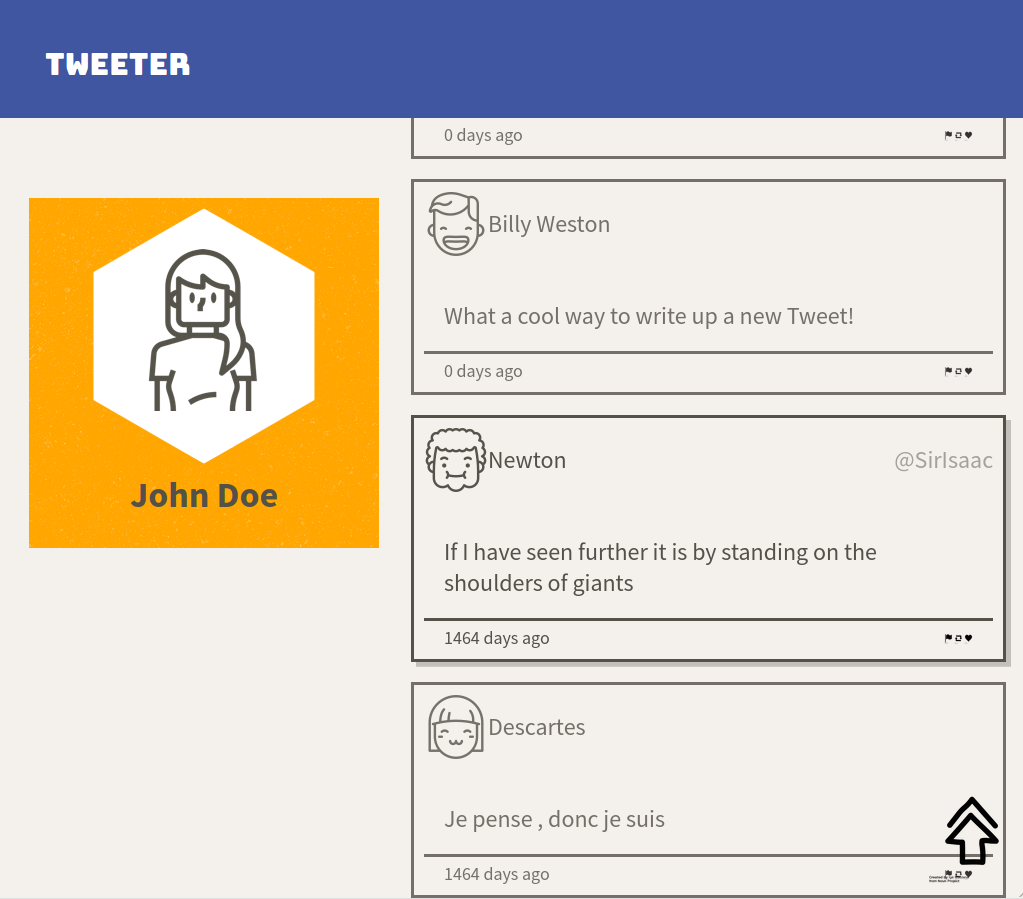 TWEETER
0 days ago
John Doe
Billy Weston
What a cool way to write up a new Tweet!
0 days ago
Newton @SirIsaac
If I have seen further it is by standing on the
shoulders of giants
1464 days ago
Descartes
Je pense , donc je suis
1464 days ago